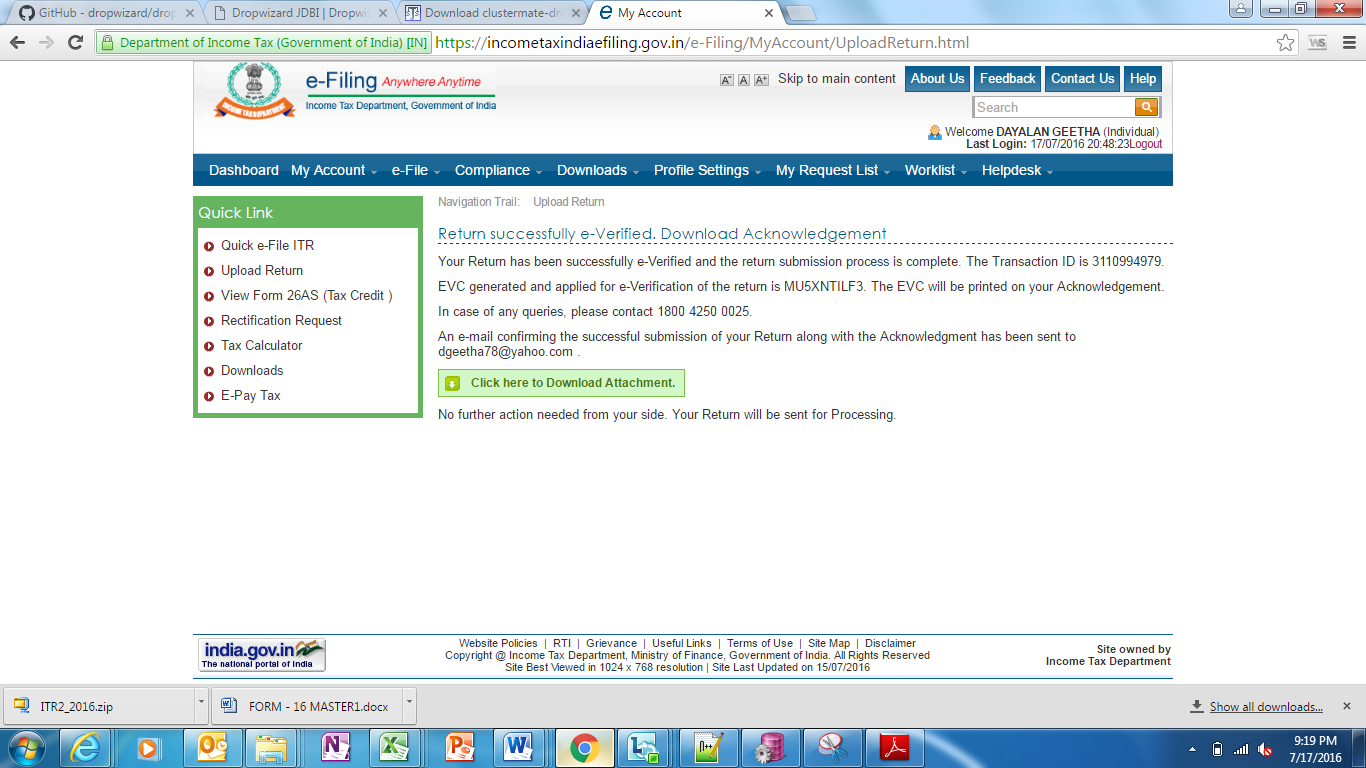 GitHub - dropwizard/drop
Dropwizard JDBI | Dropwiz
Download clustermate-dr
My Account
Department of Income Tax (Government of India) [IN]
https://incometaxindiaefiling.gov.in/e-Filing/MyAccount/UploadReturn.html
WS
e-Filing Anywhere Anytime
Income Tax Department, Government of India
A- A A+ Skip to main content About Us Feedback Contact Us Help
Search
Welcome DAYALAN GEETHA (Individual)
Last Login: 17/07/2016 20:48:23Logout
Dashboard My Account e-File Compliance Downloads Profile Settings My Request List Worklist Helpdesk
Quick Link
Quick e-File ITR
Upload Return
View Form 26AS (Tax Credit )
Rectification Request
Tax Calculator
Downloads
E-Pay Tax
Navigation Trail: Upload Return
Return successfully e-Verified. Download Acknowledgement
Your Return has been successfully e-Verified and the return submission process is complete. The Transaction ID is 3110994979.
EVC generated and applied for e-Verification of the return is MU5XNTILF3. The EVC will be printed on your Acknowledgement.
In case of any queries, please contact 1800 4250 0025.
An e-mail confirming the successful submission of your Return along with the Acknowledgment has been sent to
dgeetha78@yahoo.com .
Click here to Download Attachment.
No further action needed from your side. Your Return will be sent for Processing.
india.gov.in
The national portal of India
Website Policies | RTI | Grievance | Useful Links | Terms of Use | Site Map | Disclaimer
Copyright @ Income Tax Department, Ministry of Finance, Government of India. All Rights Reserved
Site Best Viewed in 1024 x 768 resolution | Site Last Updated on 15/07/2016
Site owned by
Income Tax Department
ITR2_2016.zip
FORM - 16 MASTER1.docx
Show all downloads...
9:19 PM
7/17/2016